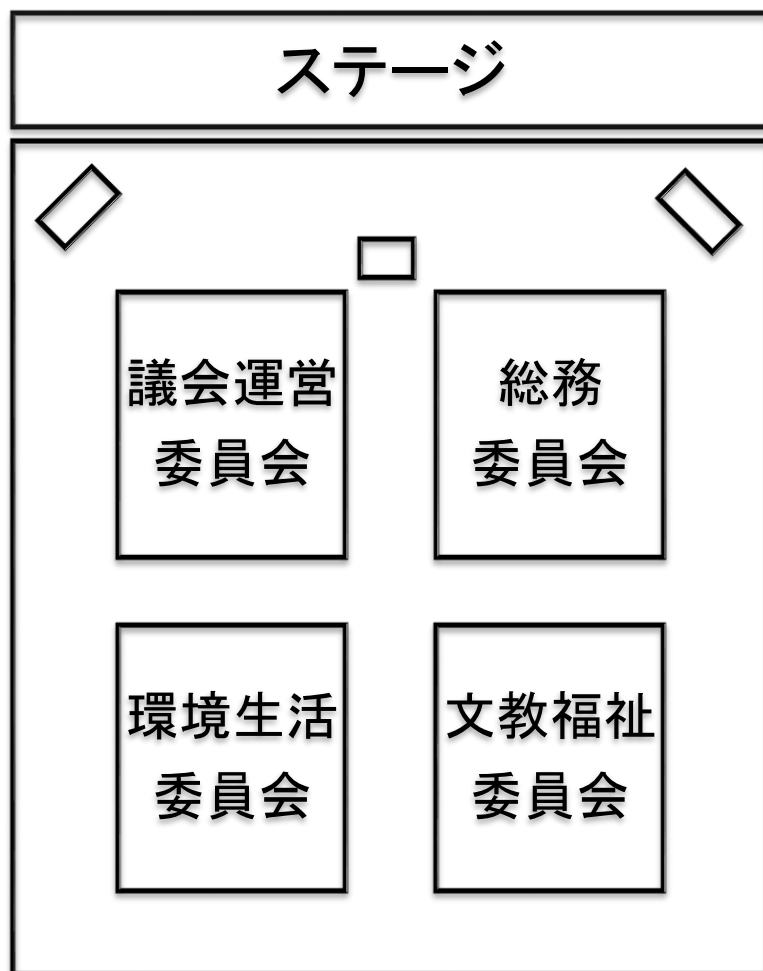 ステージ
議会運営
委員会
総務
委員会
環境生活
委員会
文教福祉
委員会